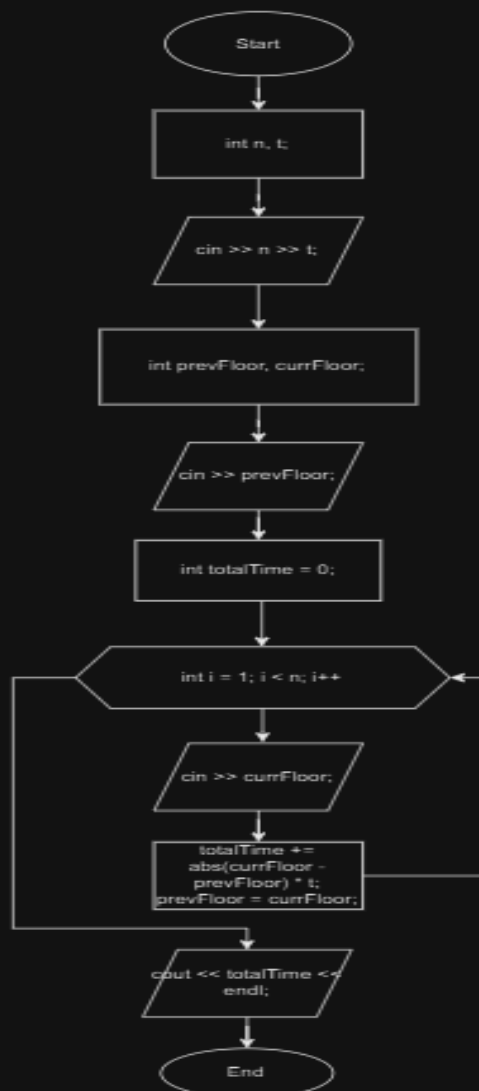 Start
int n, t;
cin >> n >> t;
int prevFloor, currFloor;
cin >> prevFloor;
int totalTime = 0;
int i = 1; i < n; i++
cin >> currFloor;
totalTime +=
abs(currFloor -
prevFloor) * t;
prevFloor = currFloor;
cout << totalTime <<
endl;
End